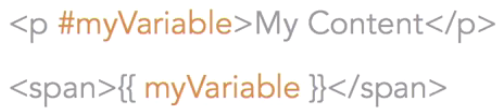 <p #myVariable>My Content</p>
<span>{{ myVariable }}</span>